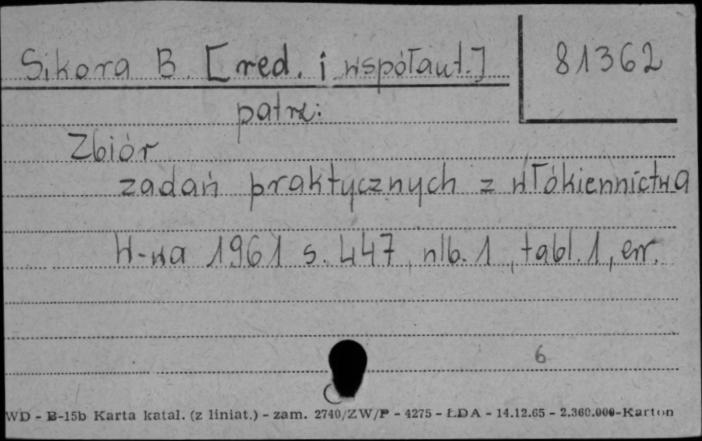 Sikora B. [red. i współaut.] 81362
patrz:
Zbiór
zadań praktycznych z włókiennictwa
W-wa 1961 s. 447, nlb. 1, tabl. 1, err.
6
WD - B-15b Karta katal. (z liniat.) - zam. 2740/ZW/P - 4275 - ŁDA - 14.12.65 - 2.360.000-Karton